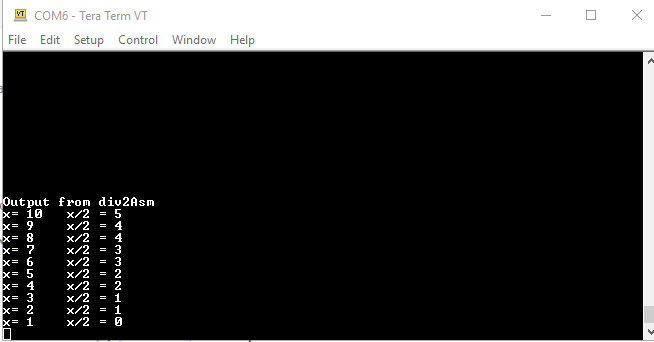 COM6 - Tera Term VT
File Edit Setup Control Window Help
Output from div2Asm
x= 10   x/2 = 5
x= 9    x/2 = 4
x= 8    x/2 = 4
x= 7    x/2 = 3
x= 6    x/2 = 3
x= 5    x/2 = 2
x= 4    x/2 = 2
x= 3    x/2 = 1
x= 2    x/2 = 1
x= 1    x/2 = 0